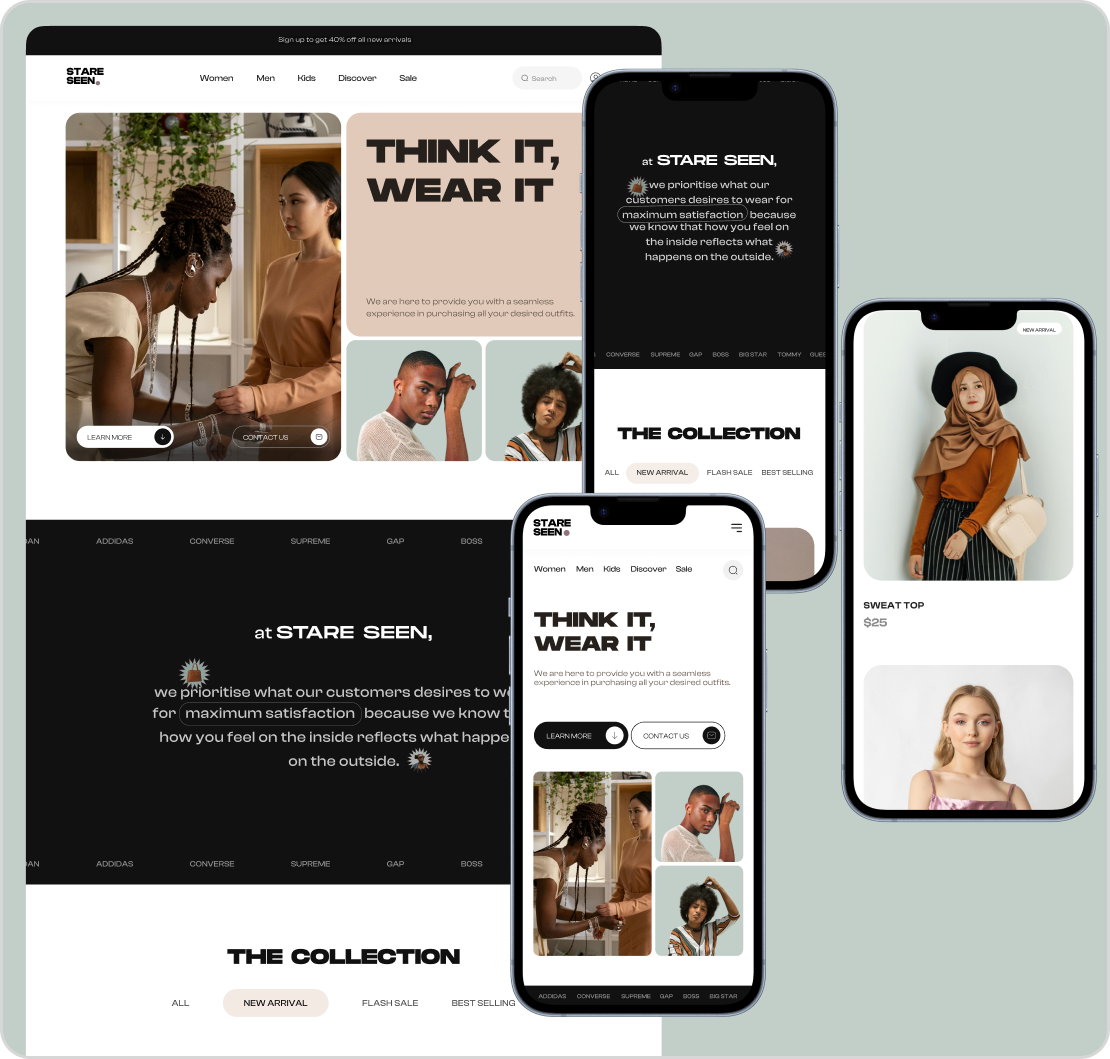 Sign up to get 40% off all new arrivals
STARE
SEEN
Women Men Kids Discover Sale
Search
THINK IT,
WEAR IT
We are here to provide you with a seamless
experience in purchasing all your desired outfits.
LEARN MORE
CONTACT US
ADDIDAS CONVERSE SUPREME GAP BOSS
at STARE SEEN,
we prioritise what our customers desires to
for maximum satisfaction because we know
how you feel on the inside reflects what
on the outside.
ADDIDAS CONVERSE SUPREME GAP BOSS
THE COLLECTION
ALL NEW ARRIVAL FLASH SALE BEST SELLING
at STARE SEEN,
we prioritise what our
customers desires to wear for
maximum satisfaction because
we know that how you feel on
the inside reflects what
happens on the outside.
CONVERSE SUPREME GAP BOSS BIG STAR TOMMY
THE COLLECTION
ALL NEW ARRIVAL FLASH SALE BEST SELLING
STARE
SEEN
Women Men Kids Discover Sale
THINK IT,
WEAR IT
We are here to provide you with a seamless
experience in purchasing all your desired outfits.
LEARN MORE
CONTACT US
ADDIDAS CONVERSE SUPREME GAP BOSS BIG STAR
NEW ARRIVAL
SWEAT TOP
$25